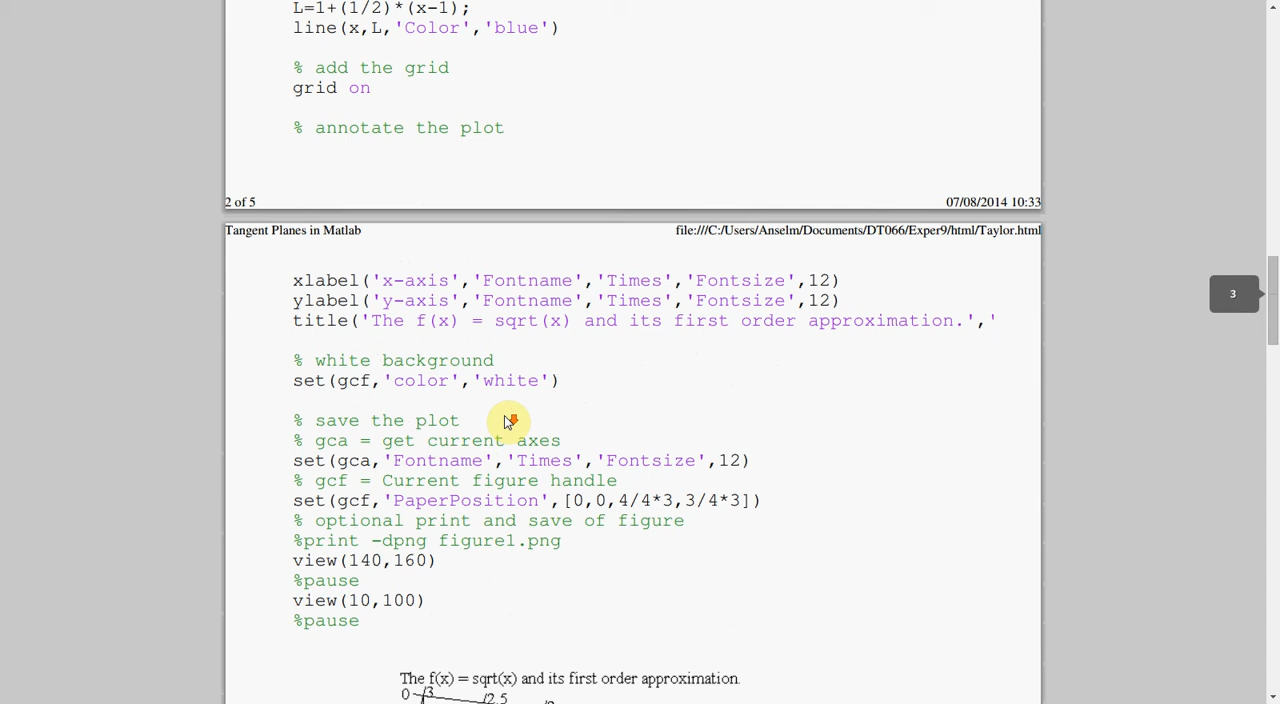 L=1+(1/2)*(x-1);
line(x,L,'Color','blue')
% add the grid
grid on
% annotate the plot
2 of 5
07/08/2014 10:33
Tangent Planes in Matlab
file:///C:/Users/Anselm/Documents/DT066/Exper9/html/Taylor.html
xlabel('x-axis','Fontname','Times','Fontsize',12)
ylabel('y-axis','Fontname','Times','Fontsize',12)
title('The f(x) = sqrt(x) and its first order approximation.','
3
% white background
set(gcf,'color','white')
% save the plot
% gca = get current axes
set(gca,'Fontname','Times','Fontsize',12)
% gcf = Current figure handle
set(gcf,'PaperPosition',[0,0,4/4*3,3/4*3])
% optional print and save of figure
%print -dpng figure1.png
view(140,160)
%pause
view(10,100)
%pause
The f(x) = sqrt(x) and its first order approximation.
0 3
2.5